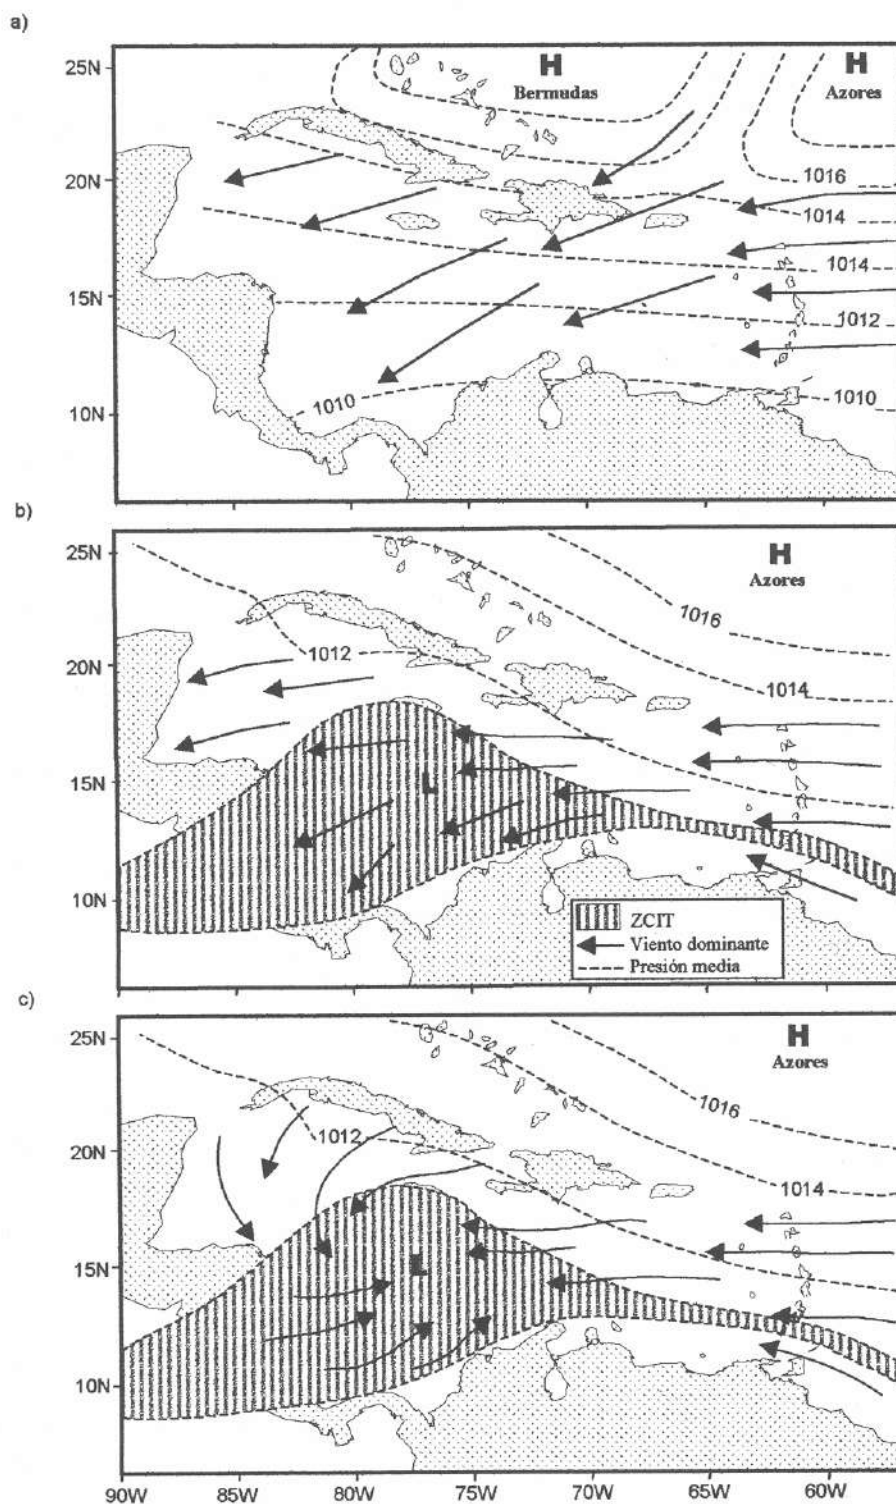 a)
25N
20N
15N
10N
H
Bermudas
H
Azores
1016
1014
1014
1012
1010
1010
b)
25N
20N
15N
10N
H
Azores
1016
1014
1012
L
ZCIT
Viento dominante
Presión media
c)
25N
20N
15N
10N
H
Azores
1016
1014
1012
L
90W 85W 80W 75W 70W 65W 60W